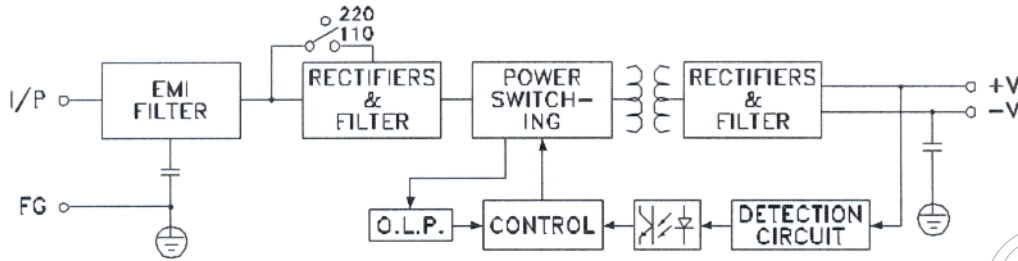 220
110
I/P
EMI
FILTER
RECTIFIERS
&
FILTER
POWER
SWITCH-
ING
RECTIFIERS
&
FILTER
+V
-V
FG
O.L.P.
CONTROL
DETECTION
CIRCUIT